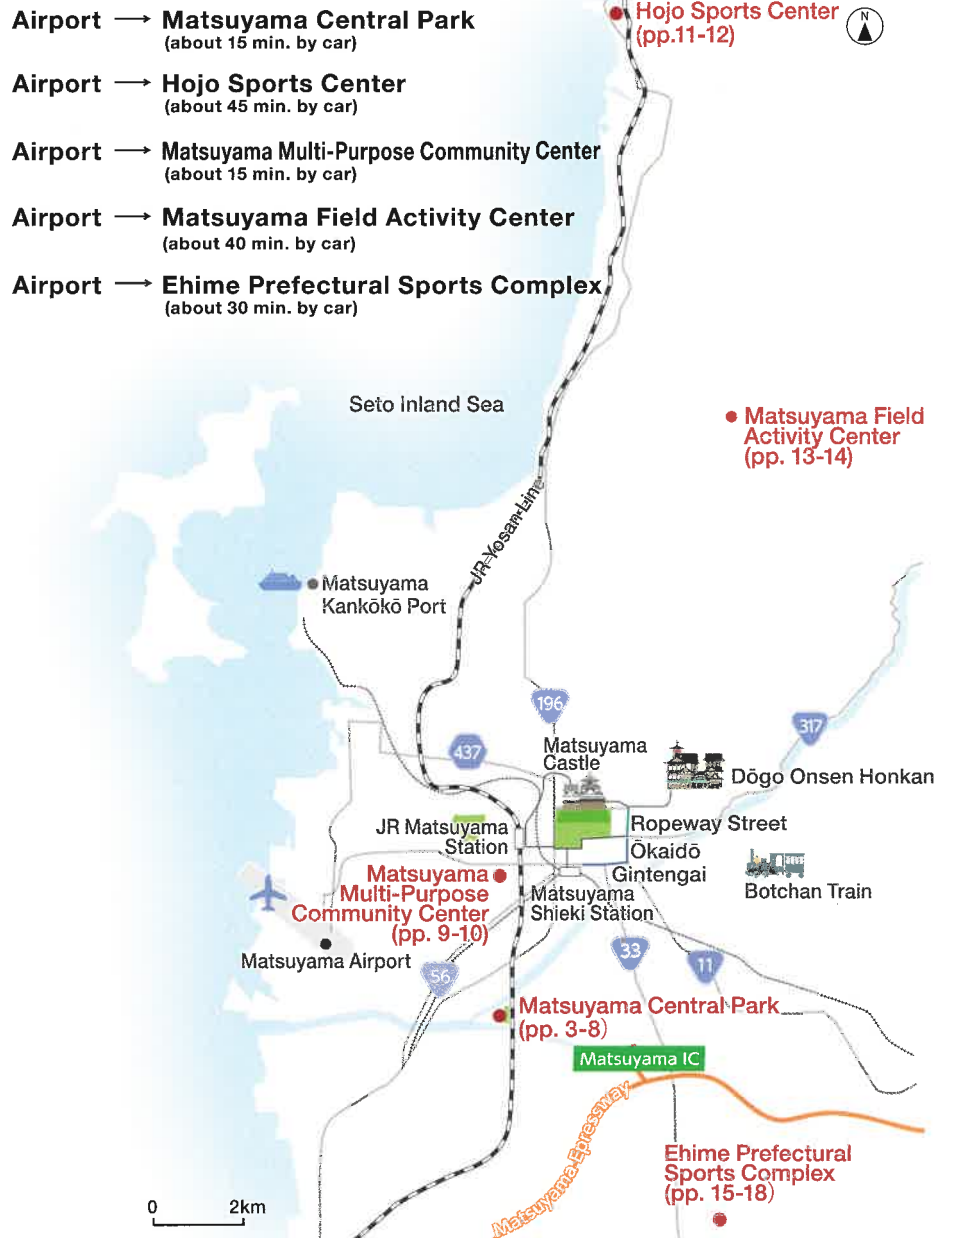 Airport → Matsuyama Central Park
(about 15 min. by car)
Airport → Hojo Sports Center
(about 45 min. by car)
Airport → Matsuyama Multi-Purpose Community Center
(about 15 min. by car)
Airport → Matsuyama Field Activity Center
(about 40 min. by car)
Airport → Ehime Prefectural Sports Complex
(about 30 min. by car)
Hojo Sports Center
(pp.11-12)
N
Seto Inland Sea
Matsuyama Field
Activity Center
(pp. 13-14)
JR-Yosan-Line
Matsuyama
Kankōkō Port
196
317
437
Matsuyama
Castle
Dōgo Onsen Honkan
JR Matsuyama
Station
Ropeway Street
Ōkaidō
Gintengai
Botchan Train
Matsuyama
Multi-Purpose
Community Center
(pp. 9-10)
Matsuyama
Shieki Station
Matsuyama Airport
56
33
11
Matsuyama Central Park
(pp. 3-8)
Matsuyama IC
Matsuyama-Epressway
Ehime Prefectural
Sports Complex
(pp. 15-18)
0 2km